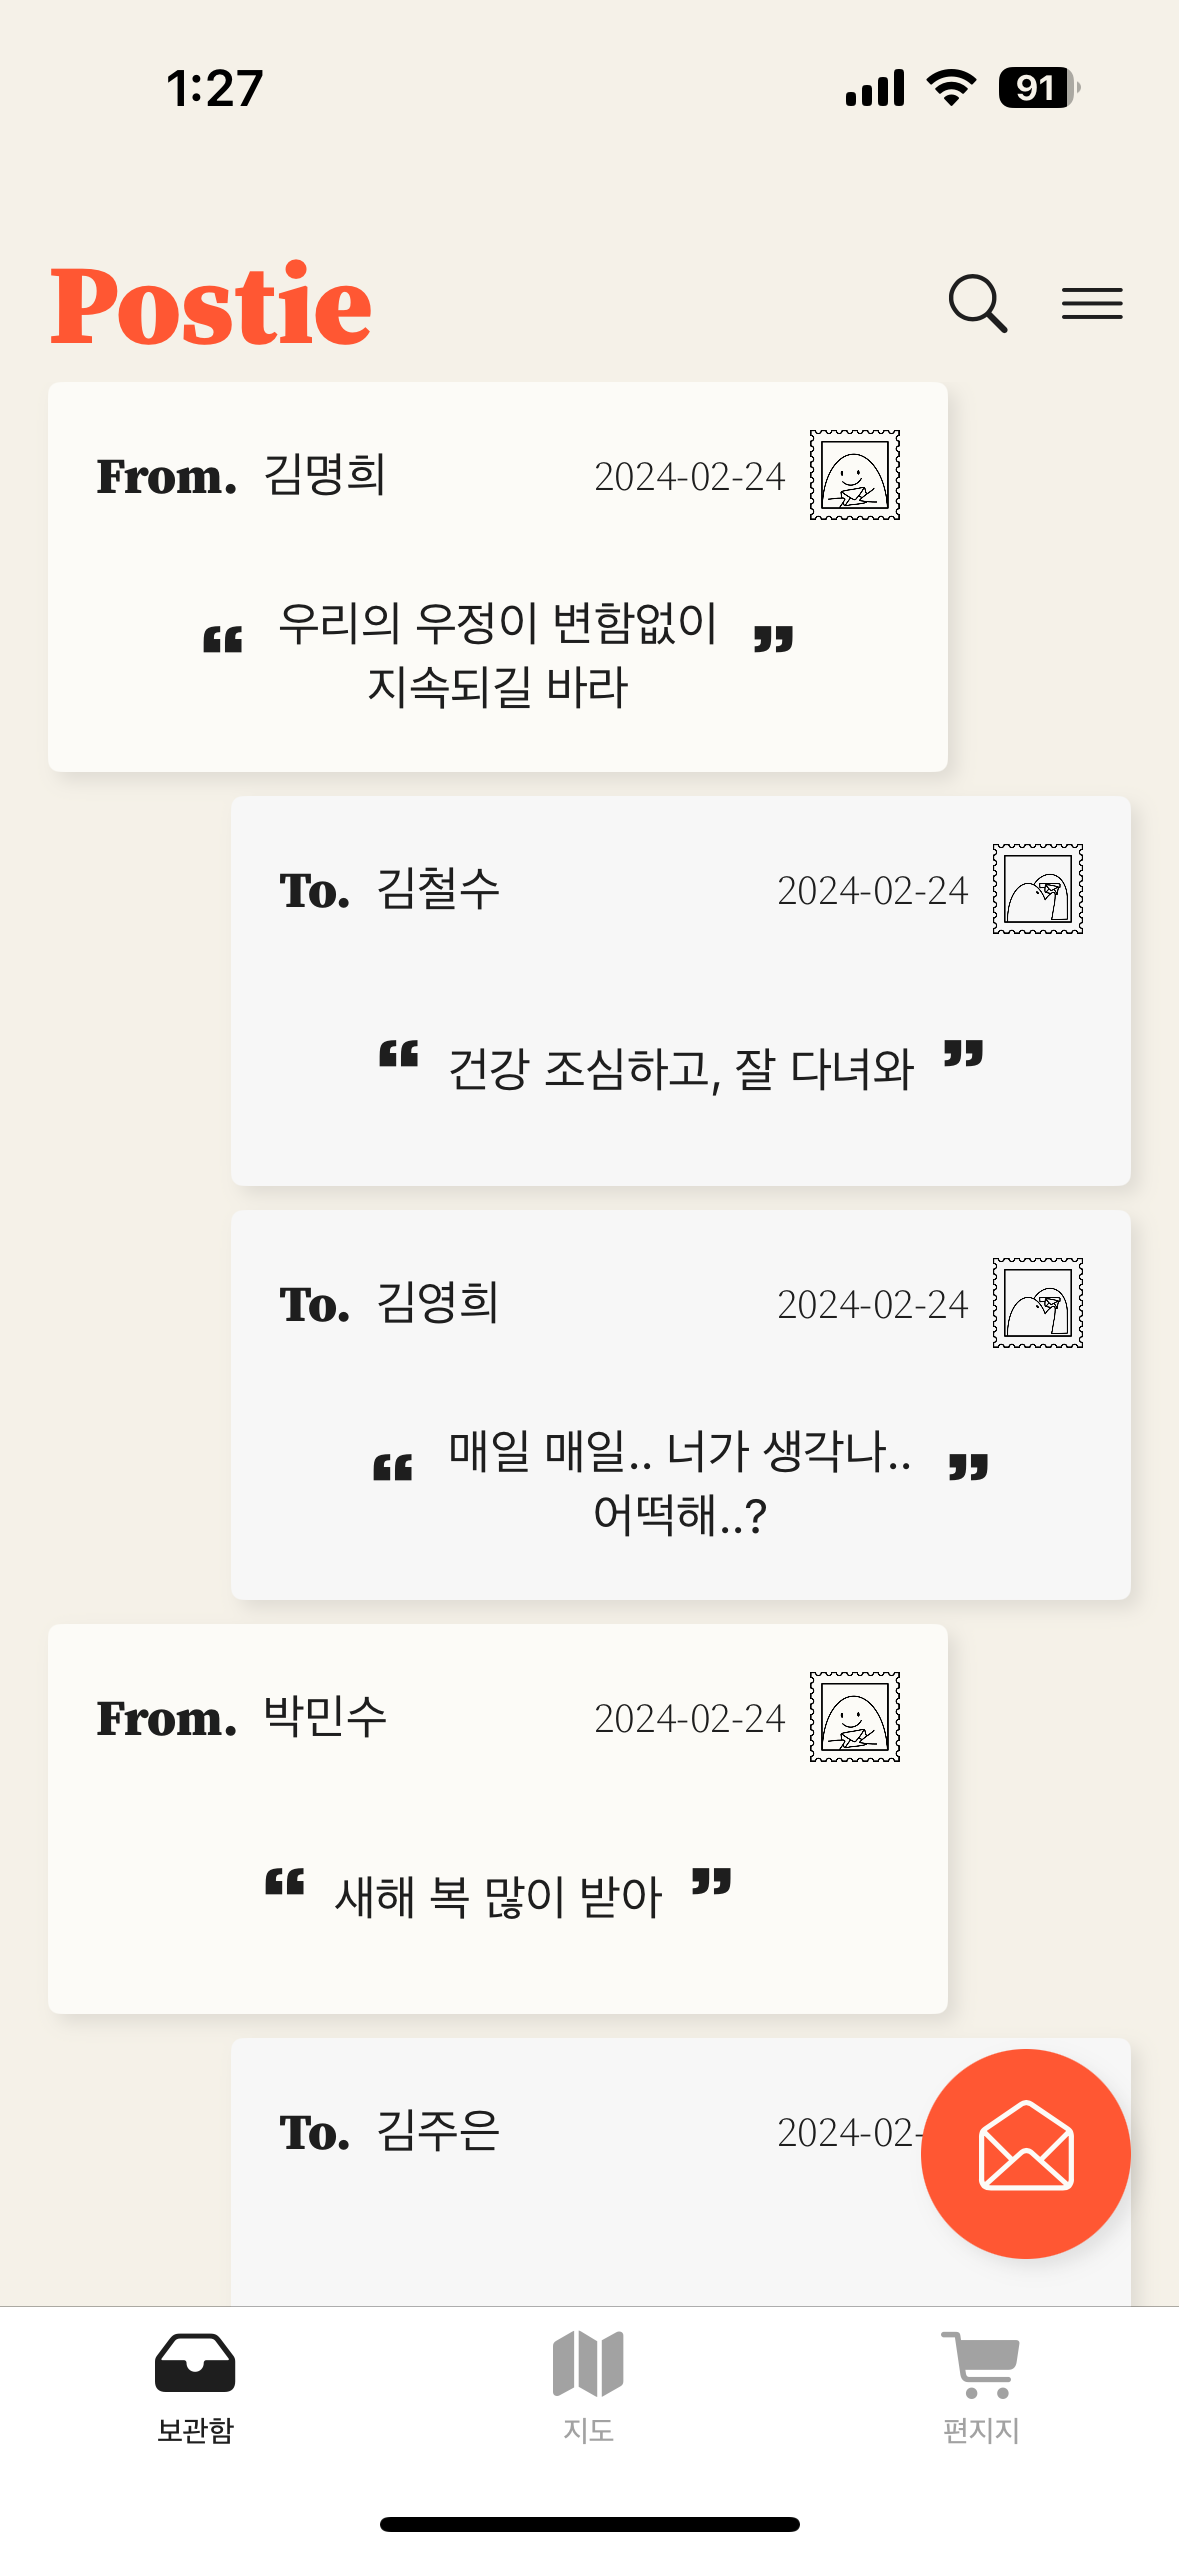 1:27
91
Postie
From. 김명희 2024-02-24
“ 우리의 우정이 변함없이 ”
지속되길 바라
To. 김철수 2024-02-24
“ 건강 조심하고, 잘 다녀와 ”
To. 김영희 2024-02-24
“ 매일 매일.. 너가 생각나.. ”
어떡해..?
From. 박민수 2024-02-24
“ 새해 복 많이 받아 ”
To. 김주은 2024-02-
보관함 지도 편지지